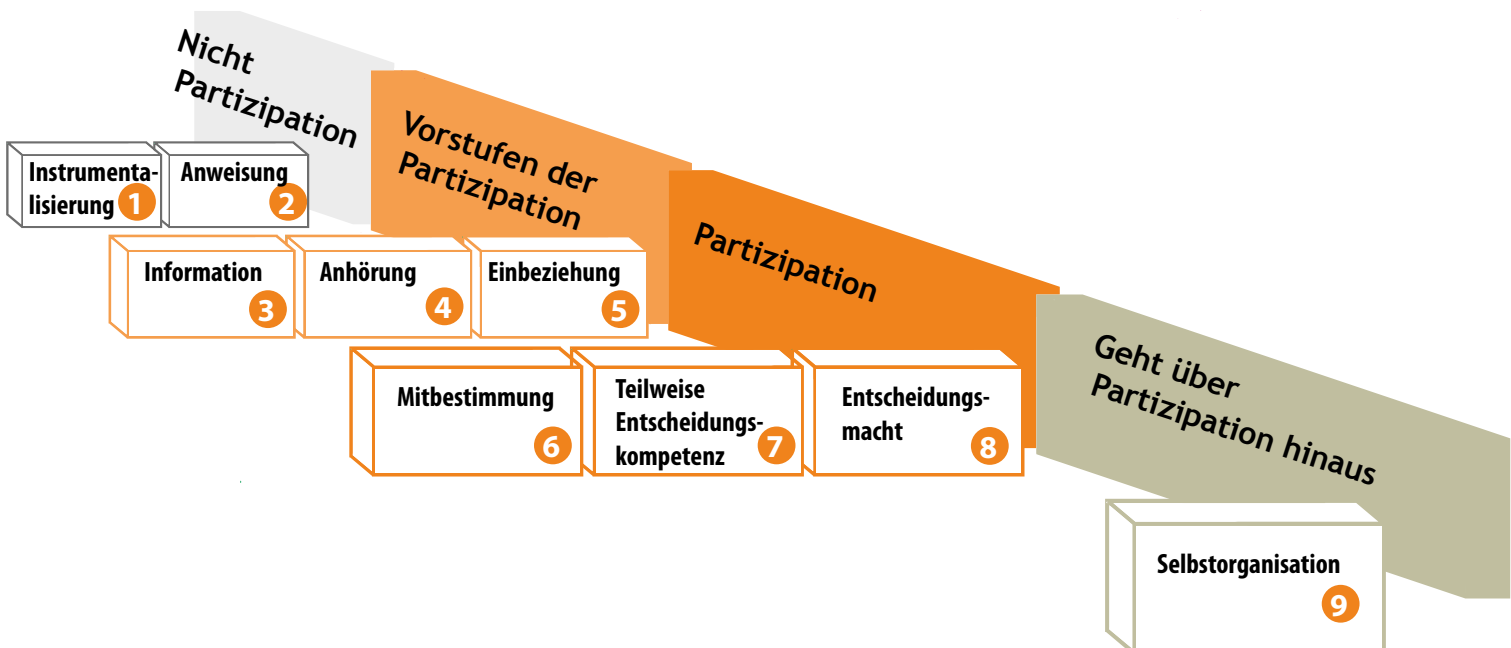 Nicht
Partizipation
Instrumenta-
lisierung 1
Anweisung
2
Vorstufen der
Partizipation
Information
3
Anhörung
4
Einbeziehung
5
Partizipation
Mitbestimmung
6
Teilweise
Entscheidungs-
kompetenz 7
Entscheidungs-
macht 8
Geht über
Partizipation hinaus
Selbstorganisation
9